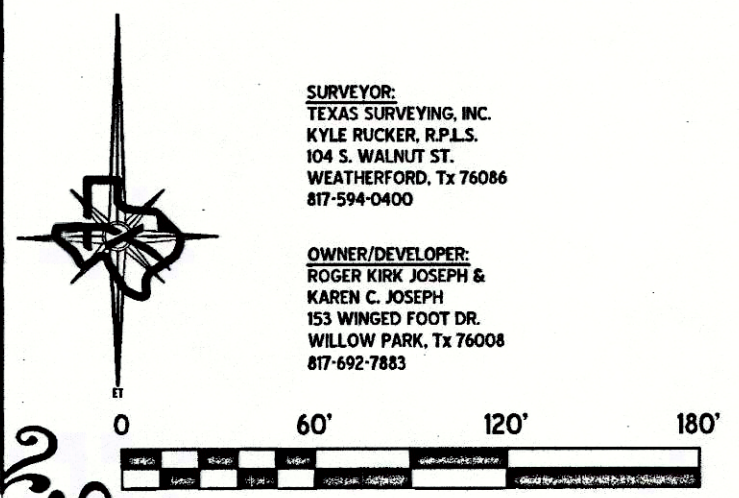 SURVEYOR:
TEXAS SURVEYING, INC.
KYLE RUCKER, R.P.L.S.
104 S. WALNUT ST.
WEATHERFORD, Tx 76086
817-594-0400
OWNER/DEVELOPER:
ROGER KIRK JOSEPH &
KAREN C. JOSEPH
153 WINGED FOOT DR.
WILLOW PARK, Tx 76008
817-692-7883
ET
0 60' 120' 180'